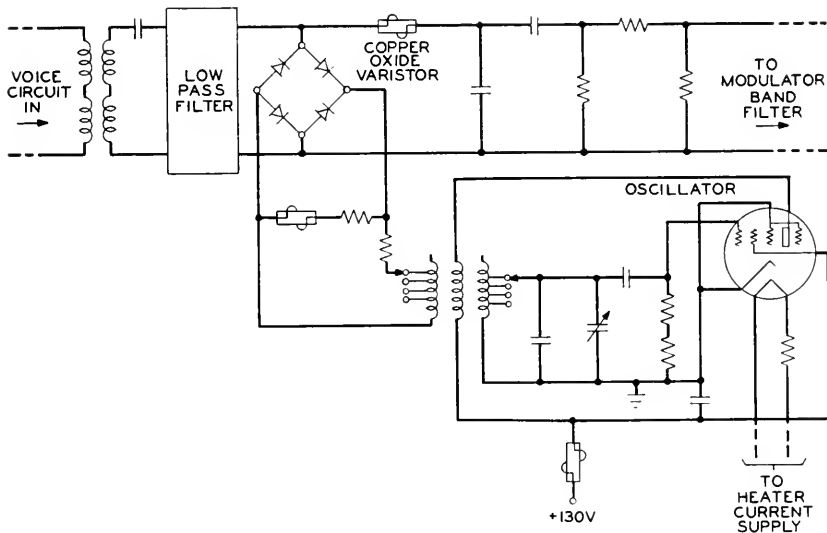 VOICE
CIRCUIT
IN
LOW
PASS
FILTER
COPPER
OXIDE
VARISTOR
TO
MODULATOR
BAND
FILTER
OSCILLATOR
+130V
TO
HEATER
CURRENT
SUPPLY